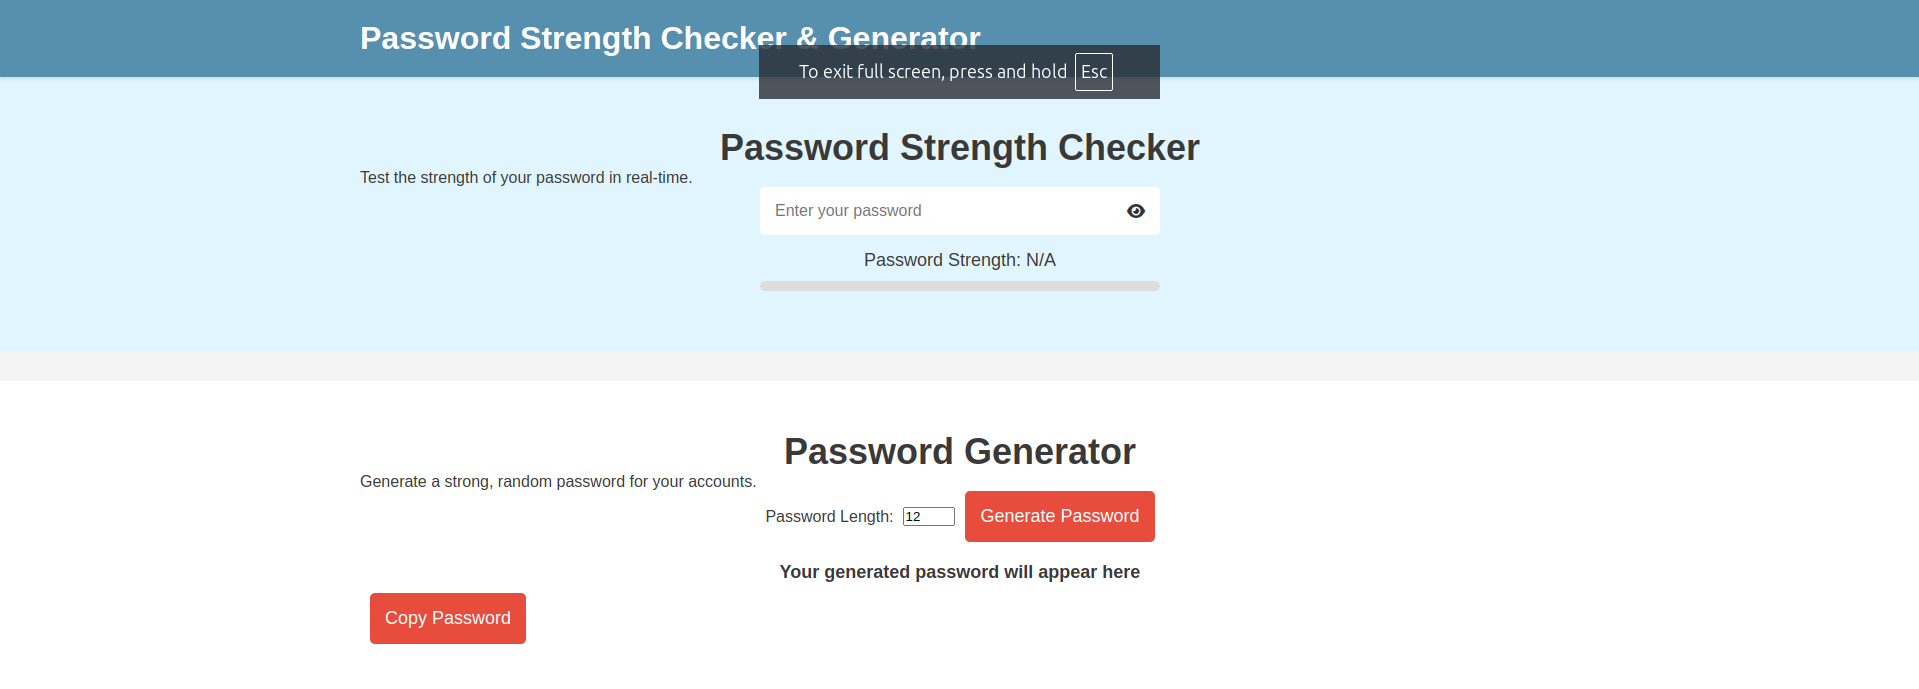 Password Strength Checker & Generator
To exit full screen, press and hold Esc
Password Strength Checker
Test the strength of your password in real-time.
Enter your password
Password Strength: N/A
Password Generator
Generate a strong, random password for your accounts.
Password Length: 12 Generate Password
Your generated password will appear here
Copy Password